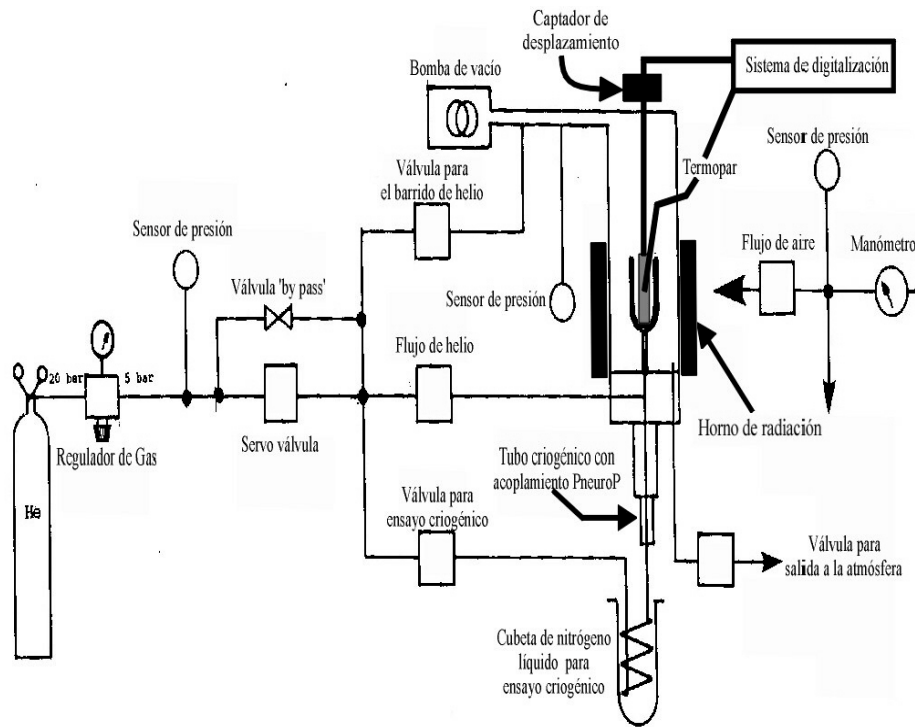 Captador de
desplazamiento
Bomba de vacío
Sistema de digitalización
Sensor de presión
Termopar
Válvula para
el barrido de helio
Sensor de presión
Flujo de aire
Manómetro
Válvula 'by pass'
Sensor de presión
Flujo de helio
20 bar
5 bar
Servo válvula
Regulador de Gas
Horno de radiación
Tubo criogénico con
acoplamiento PneuroP
He
Válvula para
ensayo criogénico
Válvula para
salida a la atmósfera
Cubeta de nitrógeno
líquido para
ensayo criogénico